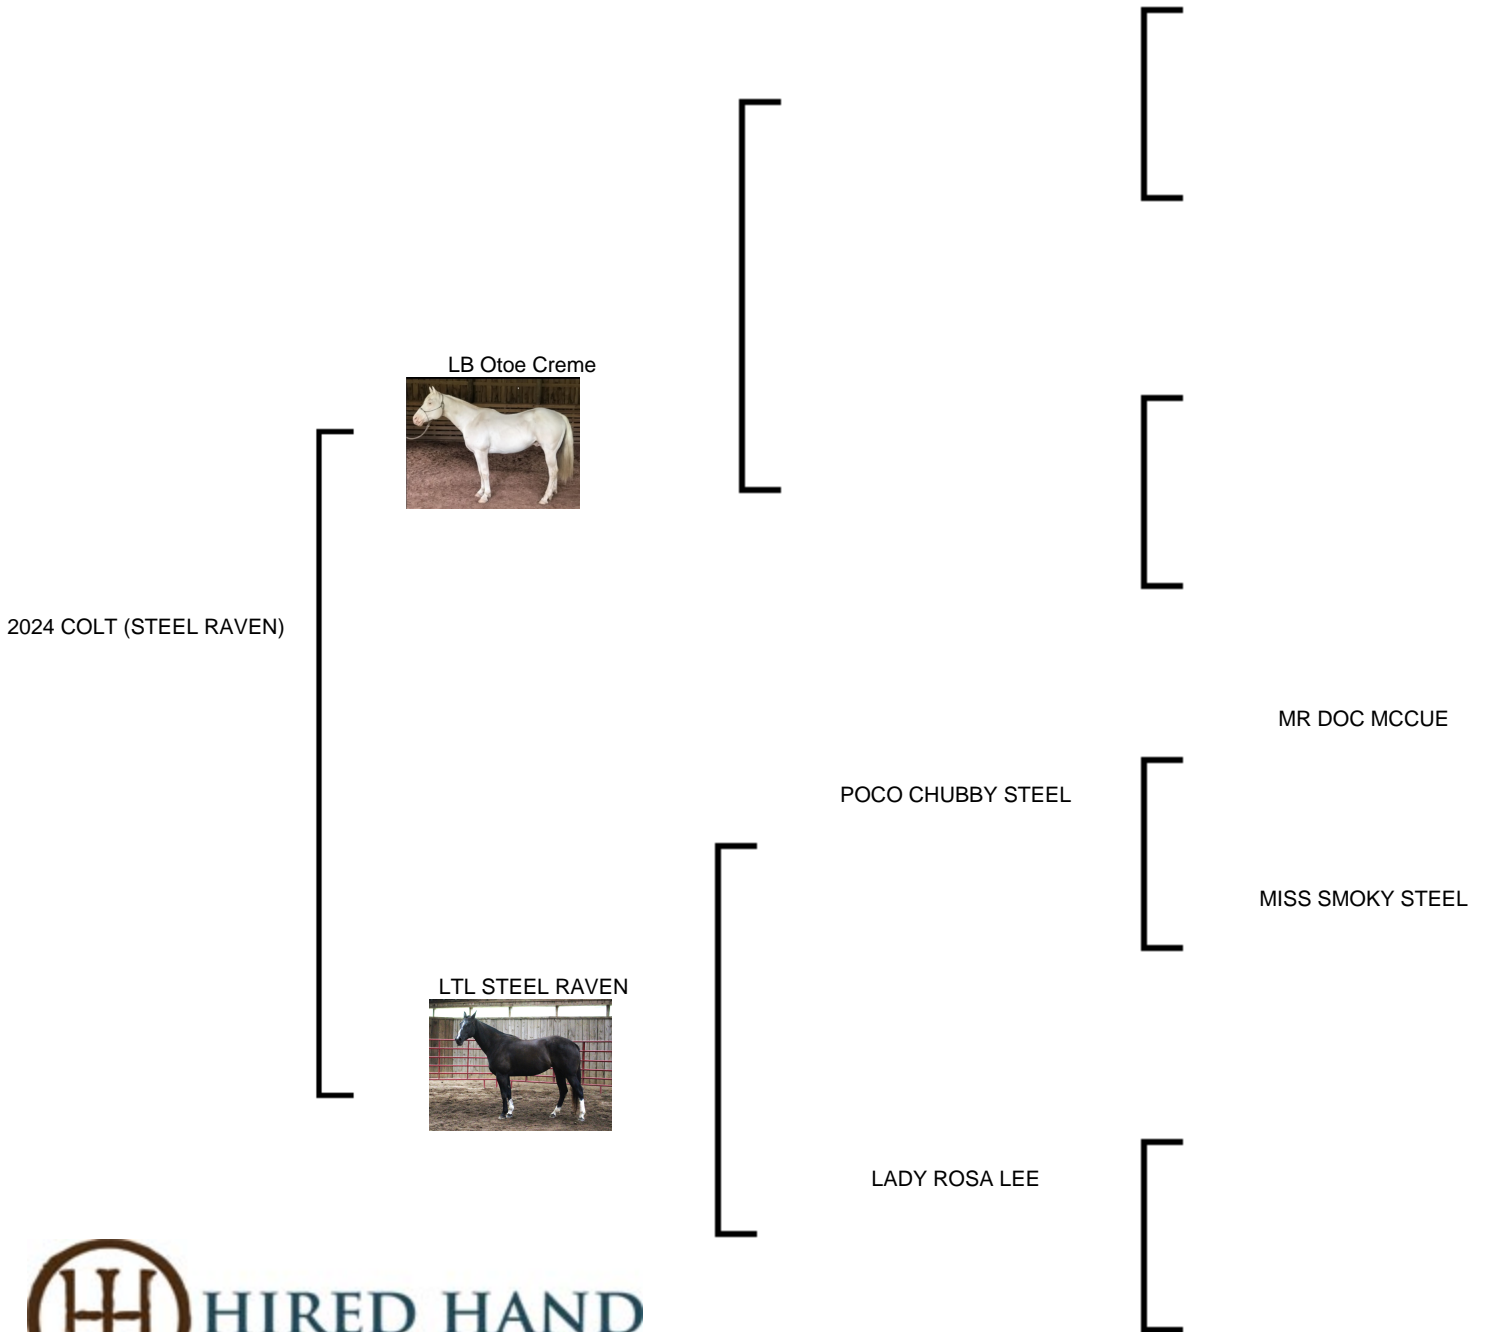 LB Otoe Creme
2024 COLT (STEEL RAVEN)
MR DOC MCCUE
POCO CHUBBY STEEL
MISS SMOKY STEEL
LTL STEEL RAVEN
LADY ROSA LEE
HIRED HAND